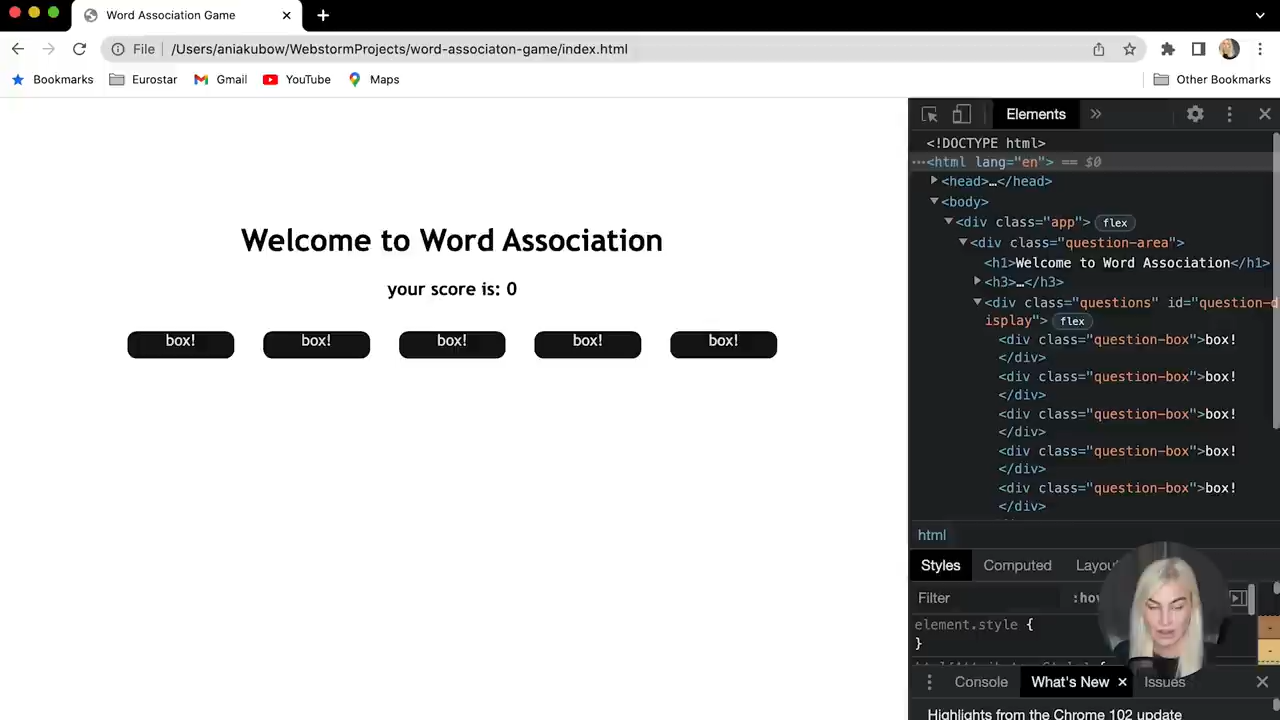 Word Association Game
File /Users/aniakubow/WebstormProjects/word-associaton-game/index.html
Bookmarks Eurostar Gmail YouTube Maps Other Bookmarks
Welcome to Word Association
your score is: 0
box! box! box! box! box!
Elements
<!DOCTYPE html>
<html lang="en"> == $0
<head>…</head>
<body>
<div class="app"> flex
<div class="question-area">
<h1>Welcome to Word Association</h1>
<h3>…</h3>
<div class="questions" id="question-d
isplay"> flex
<div class="question-box">box!
</div>
<div class="question-box">box!
</div>
<div class="question-box">box!
</div>
<div class="question-box">box!
</div>
<div class="question-box">box!
</div>
html
Styles Computed Layou
Filter :hov
element.style {
}
Console What's New Issues
Highlights from the Chrome 102 update